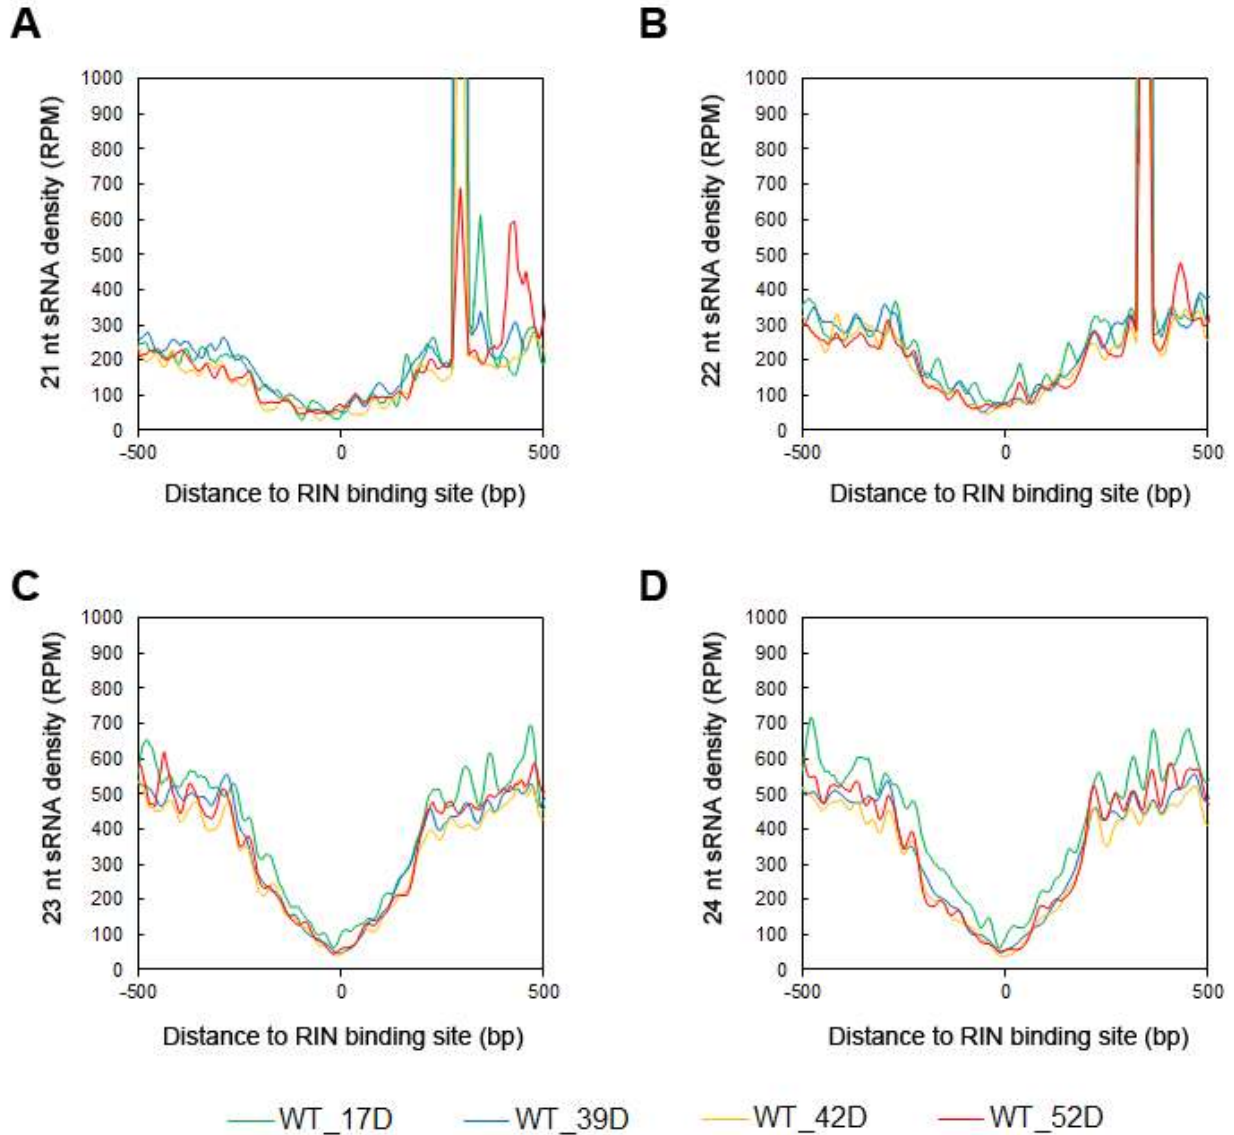 A
21 nt sRNA density (RPM)
1000
900
800
700
600
500
400
300
200
100
0
-500 0 500
Distance to RIN binding site (bp)
B
22 nt sRNA density (RPM)
1000
900
800
700
600
500
400
300
200
100
0
-500 0 500
Distance to RIN binding site (bp)
C
23 nt sRNA density (RPM)
1000
900
800
700
600
500
400
300
200
100
0
-500 0 500
Distance to RIN binding site (bp)
D
24 nt sRNA density (RPM)
1000
900
800
700
600
500
400
300
200
100
0
-500 0 500
Distance to RIN binding site (bp)
WT_17D WT_39D WT_42D WT_52D